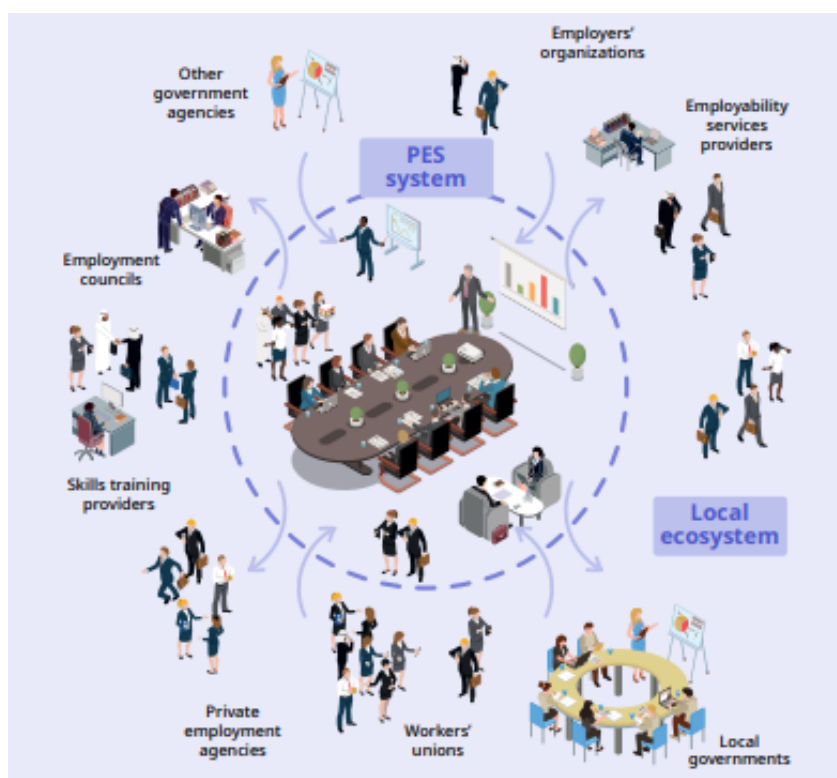 Employers'
organizations
Other
government
agencies
Employability
services
providers
PES
system
Employment
councils
Skills training
providers
Local
ecosystem
Private
employment
agencies
Workers'
unions
Local
governments